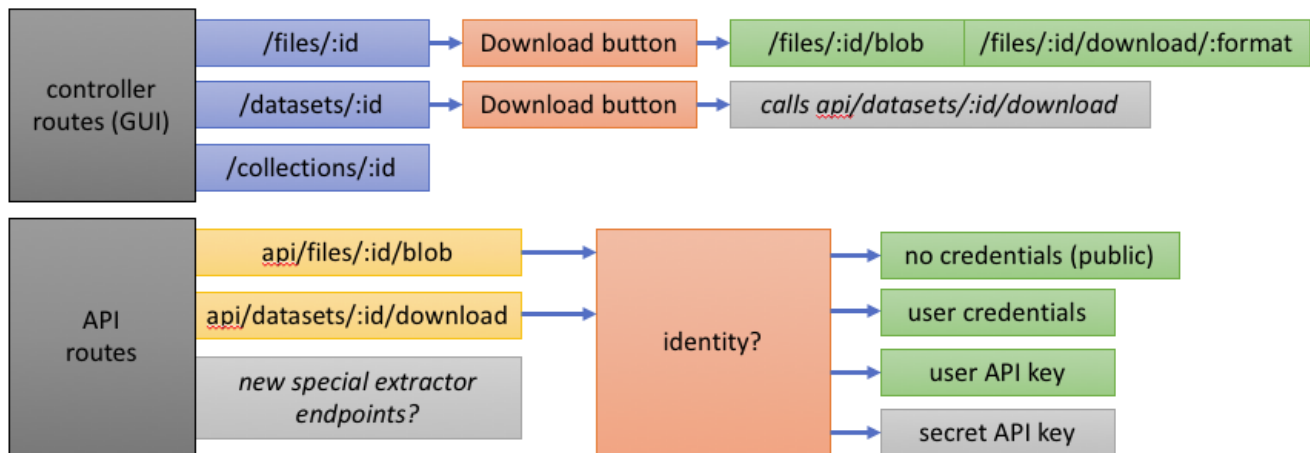 controller
routes (GUI)
/files/:id
Download button
/files/:id/blob
/files/:id/download/:format
/datasets/:id
Download button
calls api/datasets/:id/download
/collections/:id
API
routes
api/files/:id/blob
api/datasets/:id/download
new special extractor
endpoints?
identity?
no credentials (public)
user credentials
user API key
secret API key